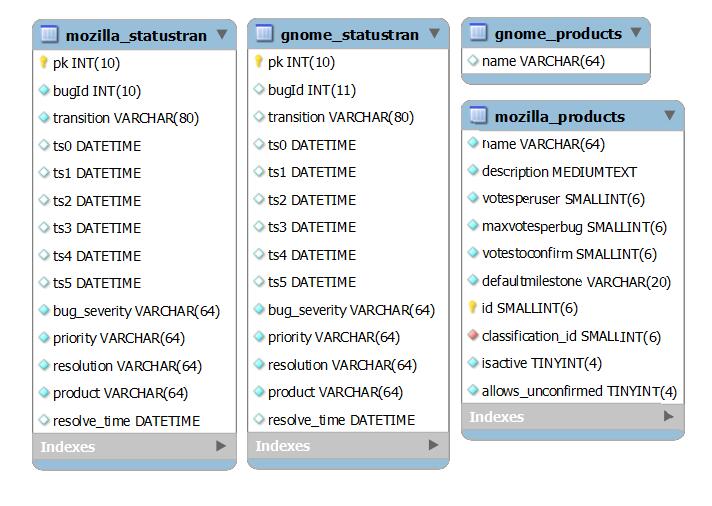 mozilla_statustran
pk INT(10)
bugId INT(10)
transition VARCHAR(80)
ts0 DATETIME
ts1 DATETIME
ts2 DATETIME
ts3 DATETIME
ts4 DATETIME
ts5 DATETIME
bug_severity VARCHAR(64)
priority VARCHAR(64)
resolution VARCHAR(64)
product VARCHAR(64)
resolve_time DATETIME
Indexes
gnome_statustran
pk INT(10)
bugId INT(11)
transition VARCHAR(80)
ts0 DATETIME
ts1 DATETIME
ts2 DATETIME
ts3 DATETIME
ts4 DATETIME
ts5 DATETIME
bug_severity VARCHAR(64)
priority VARCHAR(64)
resolution VARCHAR(64)
product VARCHAR(64)
resolve_time DATETIME
Indexes
gnome_products
name VARCHAR(64)
mozilla_products
name VARCHAR(64)
description MEDIUMTEXT
votesperuser SMALLINT(6)
maxvotesperbug SMALLINT(6)
votestoconfirm SMALLINT(6)
defaultmilestone VARCHAR(20)
id SMALLINT(6)
classification_id SMALLINT(6)
isactive TINYINT(4)
allows_unconfirmed TINYINT(4)
Indexes